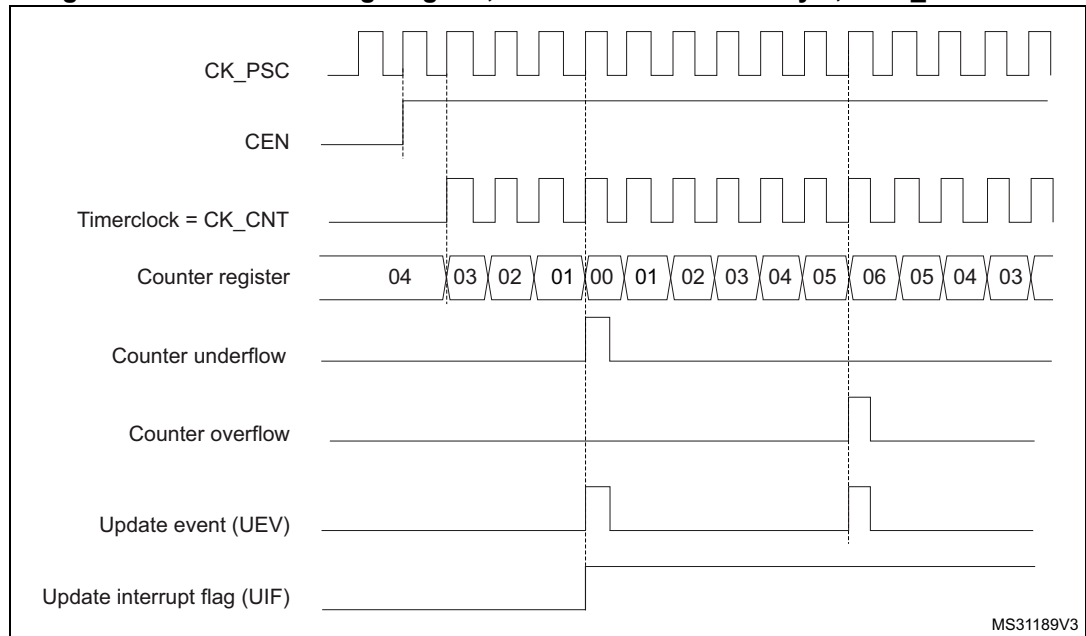 CK_PSC
CEN
Timerclock = CK_CNT
Counter register 04 03 02 01 00 01 02 03 04 05 06 05 04 03
Counter underflow
Counter overflow
Update event (UEV)
Update interrupt flag (UIF)
MS31189V3